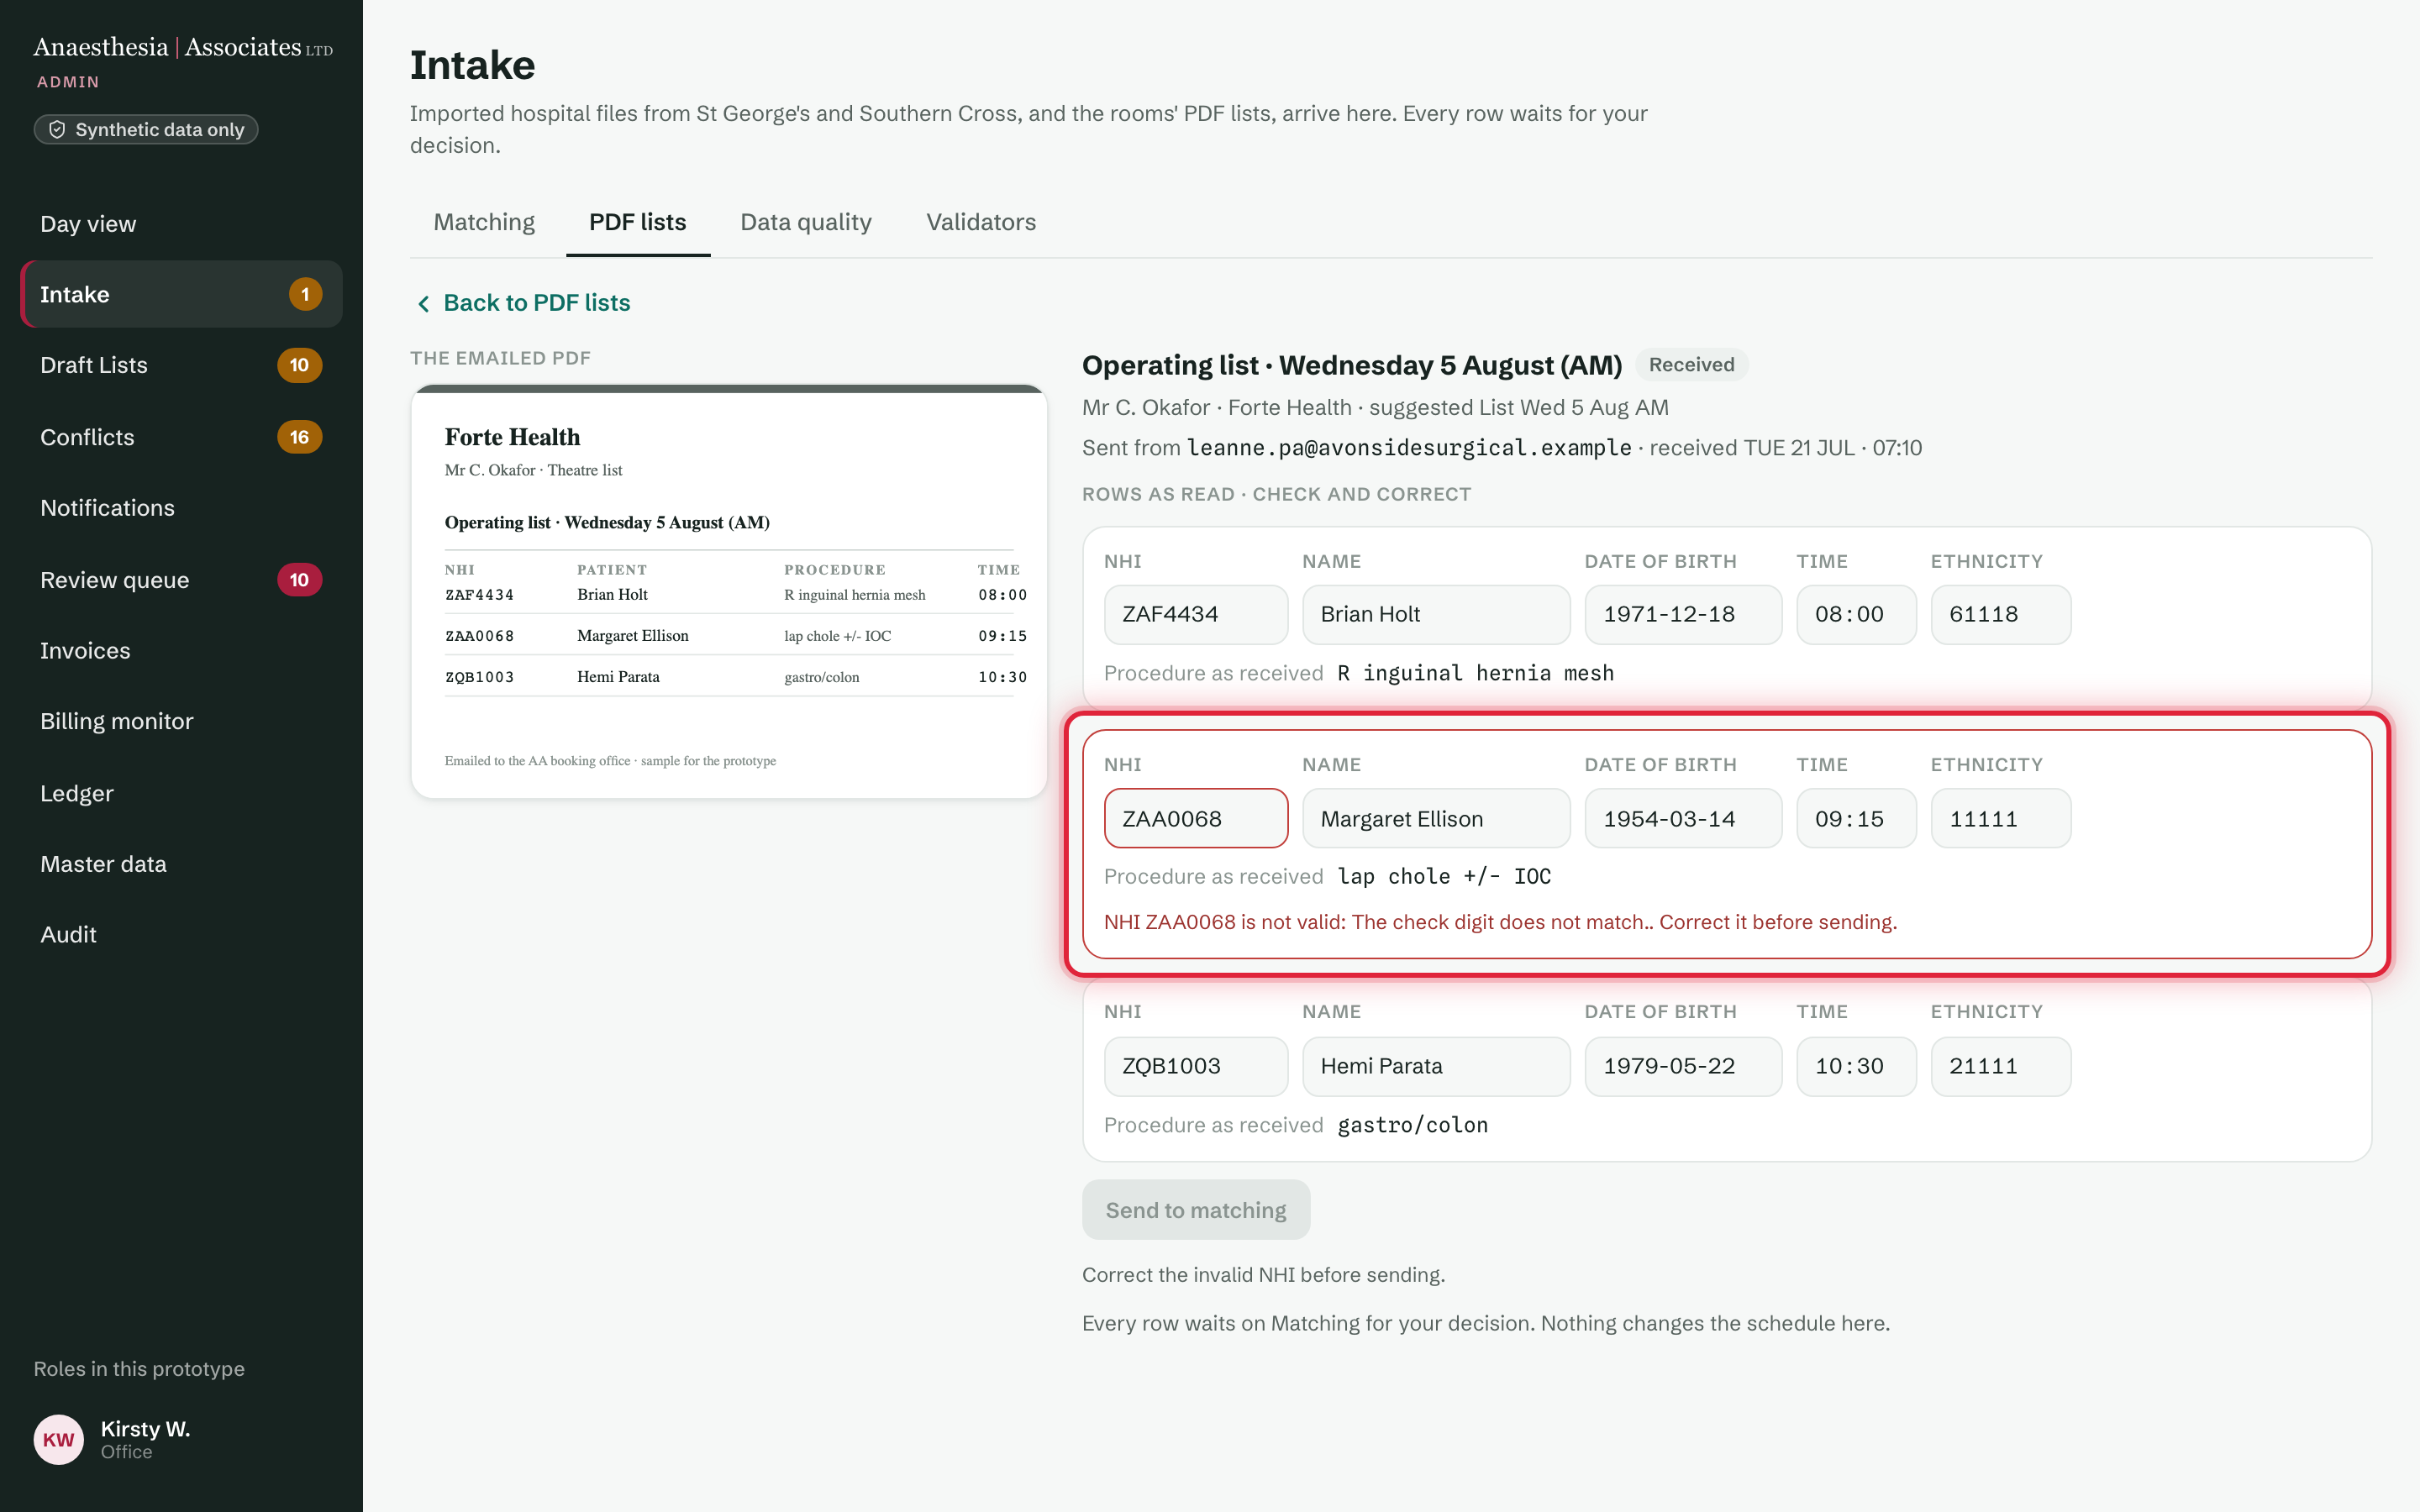 Anaesthesia | Associates LTD
ADMIN
Synthetic data only
Day view
Intake 1
Draft Lists 10
Conflicts 16
Notifications
Review queue 10
Invoices
Billing monitor
Ledger
Master data
Audit
Roles in this prototype
KW
Kirsty W.
Office
Intake
Imported hospital files from St George's and Southern Cross, and the rooms' PDF lists, arrive here. Every row waits for your
decision.
Matching PDF lists Data quality Validators
Back to PDF lists
THE EMAILED PDF
Forte Health
Mr C. Okafor · Theatre list
Operating list · Wednesday 5 August (AM)
NHI PATIENT PROCEDURE TIME
ZAF4434 Brian Holt R inguinal hernia mesh 08:00
ZAA0068 Margaret Ellison lap chole +/- IOC 09:15
ZQB1003 Hemi Parata gastro/colon 10:30
Emailed to the AA booking office · sample for the prototype
Operating list · Wednesday 5 August (AM) Received
Mr C. Okafor · Forte Health · suggested List Wed 5 Aug AM
Sent from leanne.pa@avonsidesurgical.example · received TUE 21 JUL · 07:10
ROWS AS READ · CHECK AND CORRECT
NHI NAME DATE OF BIRTH TIME ETHNICITY
ZAF4434 Brian Holt 1971-12-18 08:00 61118
Procedure as received R inguinal hernia mesh
NHI NAME DATE OF BIRTH TIME ETHNICITY
ZAA0068 Margaret Ellison 1954-03-14 09:15 11111
Procedure as received lap chole +/- IOC
NHI ZAA0068 is not valid: The check digit does not match.. Correct it before sending.
NHI NAME DATE OF BIRTH TIME ETHNICITY
ZQB1003 Hemi Parata 1979-05-22 10:30 21111
Procedure as received gastro/colon
Send to matching
Correct the invalid NHI before sending.
Every row waits on Matching for your decision. Nothing changes the schedule here.